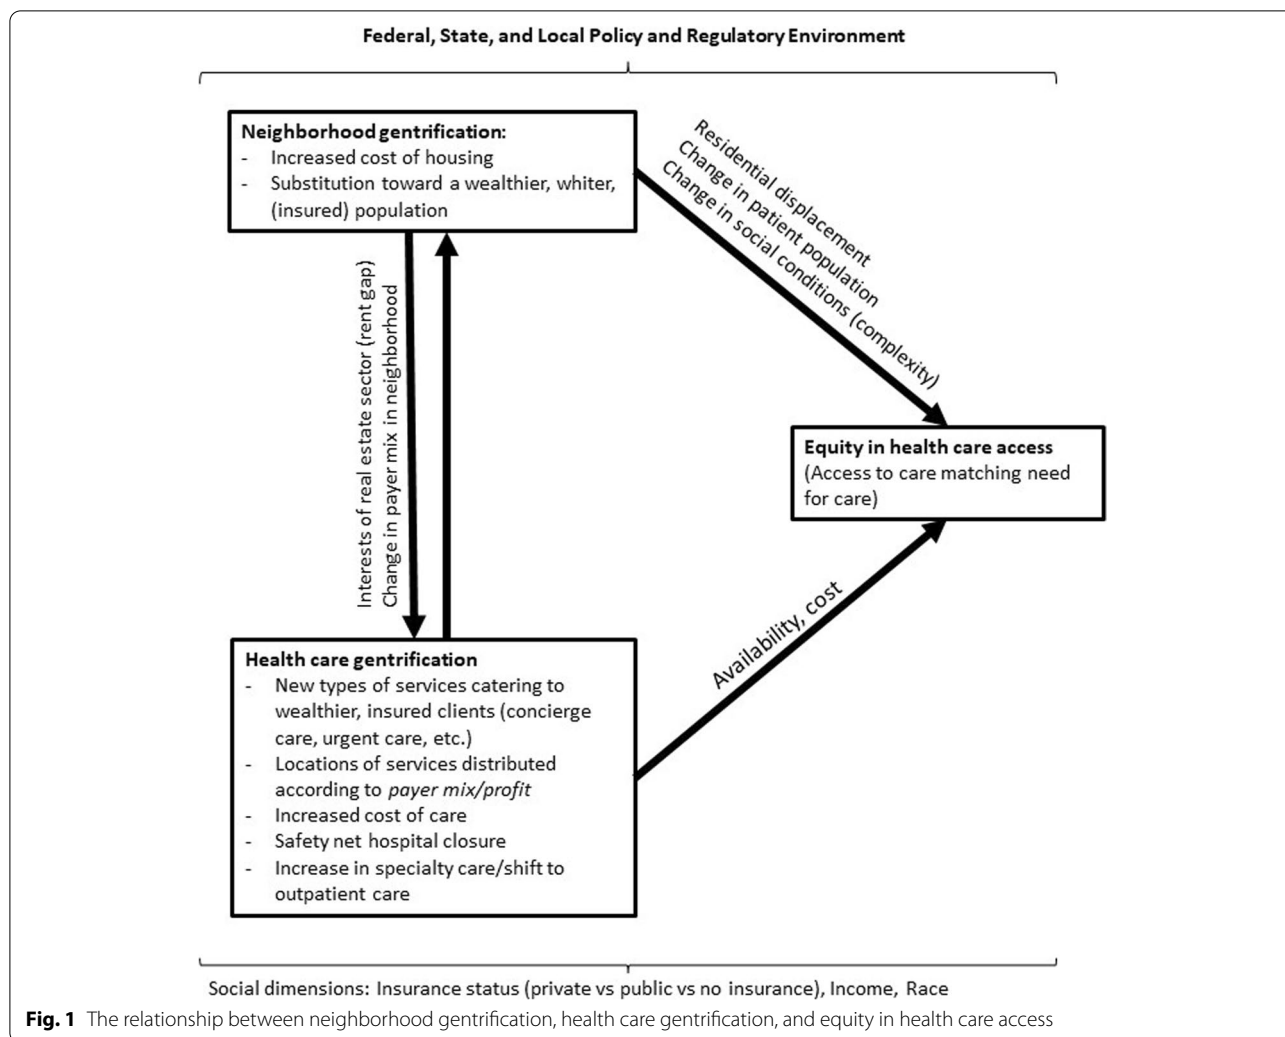 Federal, State, and Local Policy and Regulatory Environment
Neighborhood gentrification:
- Increased cost of housing
- Substitution toward a wealthier, whiter,
(insured) population
Residential displacement
Change in patient population
Change in social conditions (complexity)
Interests of real estate sector (rent gap)
Change in payer mix in neighborhood
Equity in health care access
(Access to care matching need
for care)
Availability, cost
Health care gentrification
- New types of services catering to
wealthier, insured clients (concierge
care, urgent care, etc.)
- Locations of services distributed
according to payer mix/profit
- Increased cost of care
- Safety net hospital closure
- Increase in specialty care/shift to
outpatient care
Social dimensions: Insurance status (private vs public vs no insurance), Income, Race
Fig. 1 The relationship between neighborhood gentrification, health care gentrification, and equity in health care access